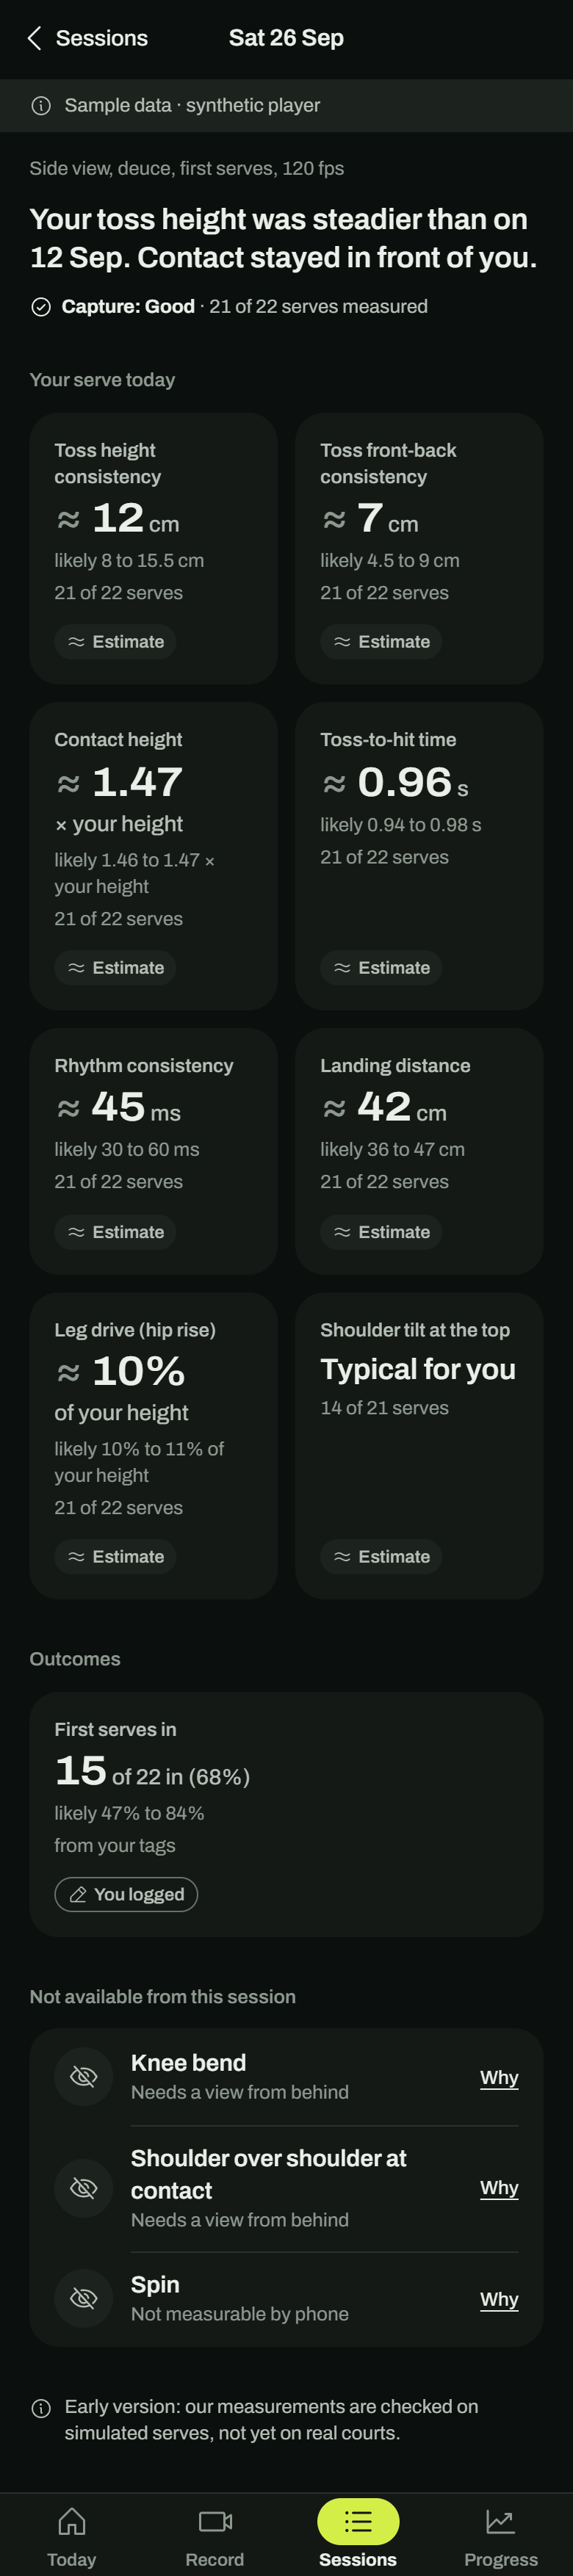 Sessions
Sat 26 Sep
Sample data · synthetic player
Side view, deuce, first serves, 120 fps
Your toss height was steadier than on
12 Sep. Contact stayed in front of you.
Capture: Good · 21 of 22 serves measured
Your serve today
Toss height
consistency
≈ 12 cm
likely 8 to 15.5 cm
21 of 22 serves
≈ Estimate
Toss front-back
consistency
≈ 7 cm
likely 4.5 to 9 cm
21 of 22 serves
≈ Estimate
Contact height
≈ 1.47
× your height
likely 1.46 to 1.47 ×
your height
21 of 22 serves
≈ Estimate
Toss-to-hit time
≈ 0.96 s
likely 0.94 to 0.98 s
21 of 22 serves
≈ Estimate
Rhythm consistency
≈ 45 ms
likely 30 to 60 ms
21 of 22 serves
≈ Estimate
Landing distance
≈ 42 cm
likely 36 to 47 cm
21 of 22 serves
≈ Estimate
Leg drive (hip rise)
≈ 10%
of your height
likely 10% to 11% of
your height
21 of 22 serves
≈ Estimate
Shoulder tilt at the top
Typical for you
14 of 21 serves
≈ Estimate
Outcomes
First serves in
15 of 22 in (68%)
likely 47% to 84%
from your tags
You logged
Not available from this session
Knee bend
Needs a view from behind
Why
Shoulder over shoulder at
contact
Needs a view from behind
Why
Spin
Not measurable by phone
Why
Early version: our measurements are checked on
simulated serves, not yet on real courts.
Today
Record
Sessions
Progress